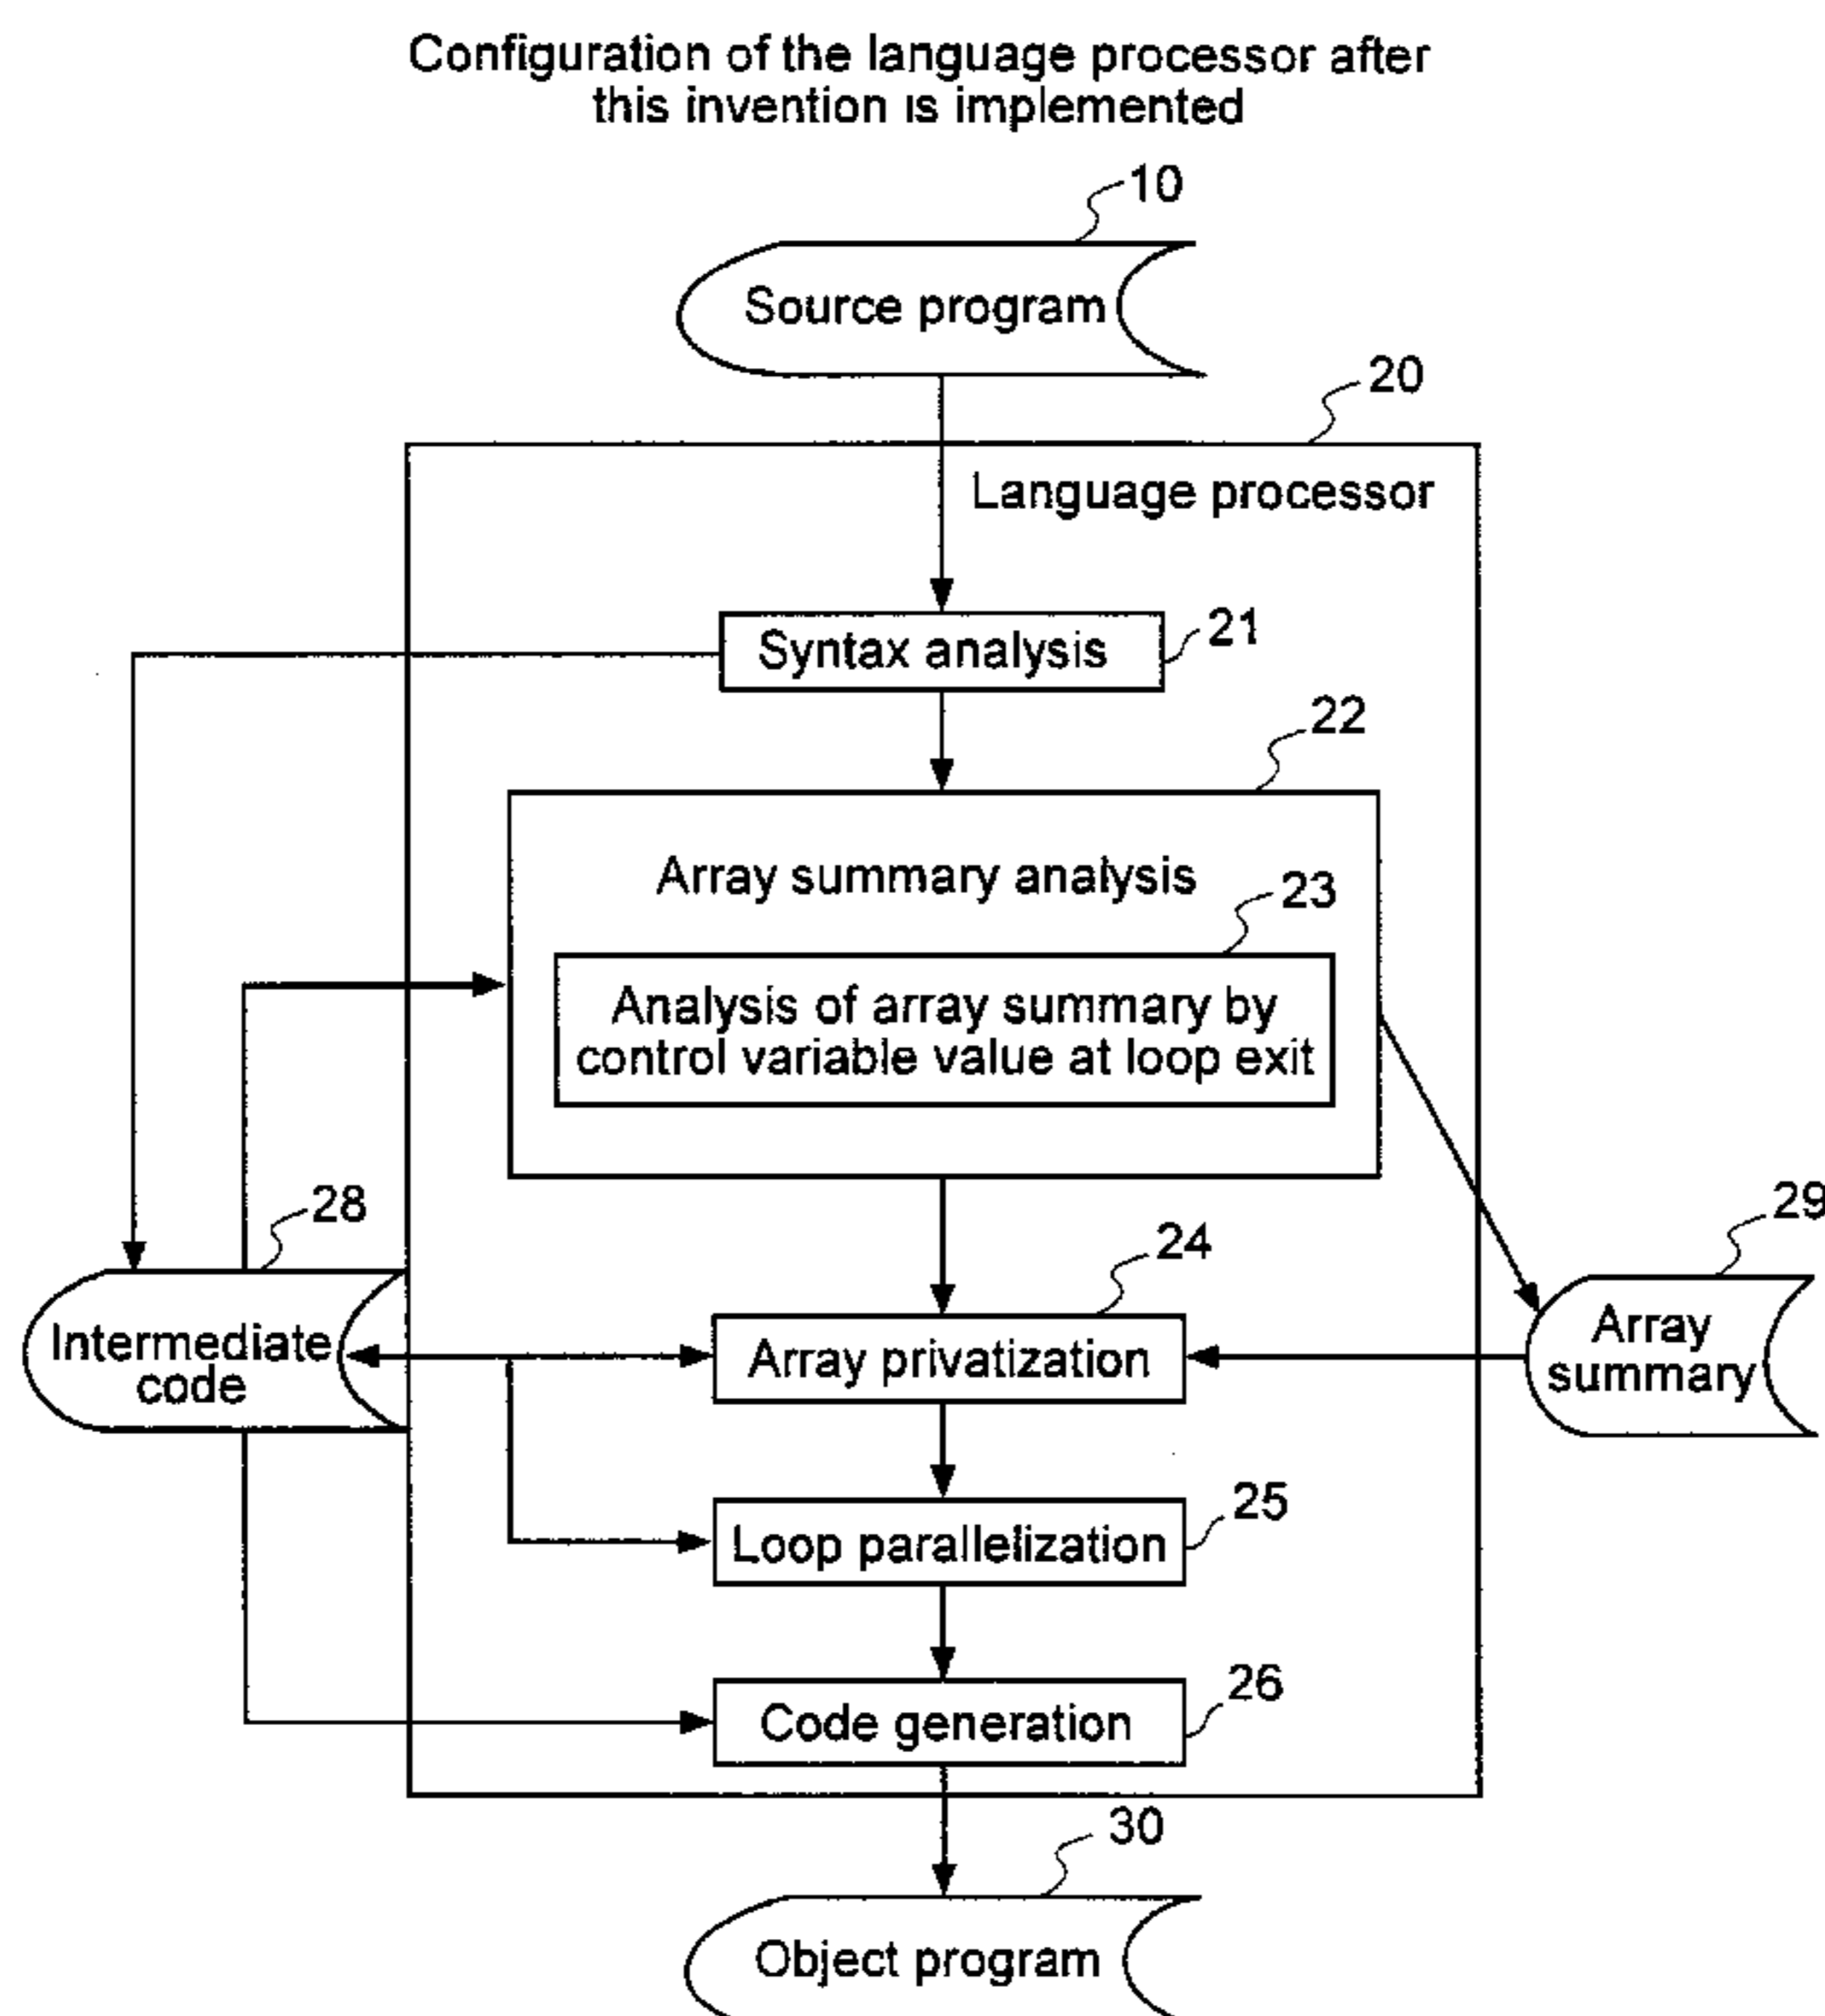 Configuration of the language processor after
this invention is implemented
10
Source program
20
Language processor
Syntax analysis
21
22
Array summary analysis
23
Analysis of array summary by
control variable value at loop exit
28
29
24
Intermediate
code
Array privatization
Array
summary
25
Loop parallelization
26
Code generation
30
Object program